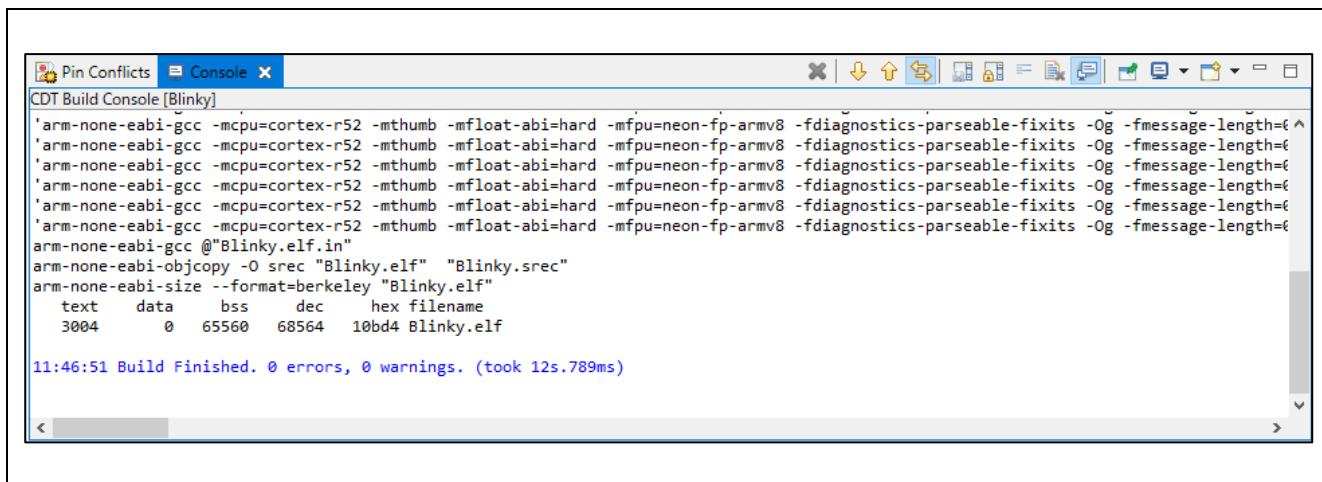 Pin Conflicts Console
CDT Build Console [Blinky]
'arm-none-eabi-gcc -mcpu=cortex-r52 -mthumb -mfloat-abi=hard -mfpu=neon-fp-armv8 -fdiagnostics-parseable-fixits -Og -fmessage-length=
'arm-none-eabi-gcc -mcpu=cortex-r52 -mthumb -mfloat-abi=hard -mfpu=neon-fp-armv8 -fdiagnostics-parseable-fixits -Og -fmessage-length=
'arm-none-eabi-gcc -mcpu=cortex-r52 -mthumb -mfloat-abi=hard -mfpu=neon-fp-armv8 -fdiagnostics-parseable-fixits -Og -fmessage-length=
'arm-none-eabi-gcc -mcpu=cortex-r52 -mthumb -mfloat-abi=hard -mfpu=neon-fp-armv8 -fdiagnostics-parseable-fixits -Og -fmessage-length=
'arm-none-eabi-gcc -mcpu=cortex-r52 -mthumb -mfloat-abi=hard -mfpu=neon-fp-armv8 -fdiagnostics-parseable-fixits -Og -fmessage-length=
'arm-none-eabi-gcc -mcpu=cortex-r52 -mthumb -mfloat-abi=hard -mfpu=neon-fp-armv8 -fdiagnostics-parseable-fixits -Og -fmessage-length=
arm-none-eabi-gcc @"Blinky.elf.in"
arm-none-eabi-objcopy -O srec "Blinky.elf"  "Blinky.srec"
arm-none-eabi-size --format=berkeley "Blinky.elf"
   text    data     bss     dec     hex filename
   3004       0   65560   68564   10bd4 Blinky.elf
11:46:51 Build Finished. 0 errors, 0 warnings. (took 12s.789ms)